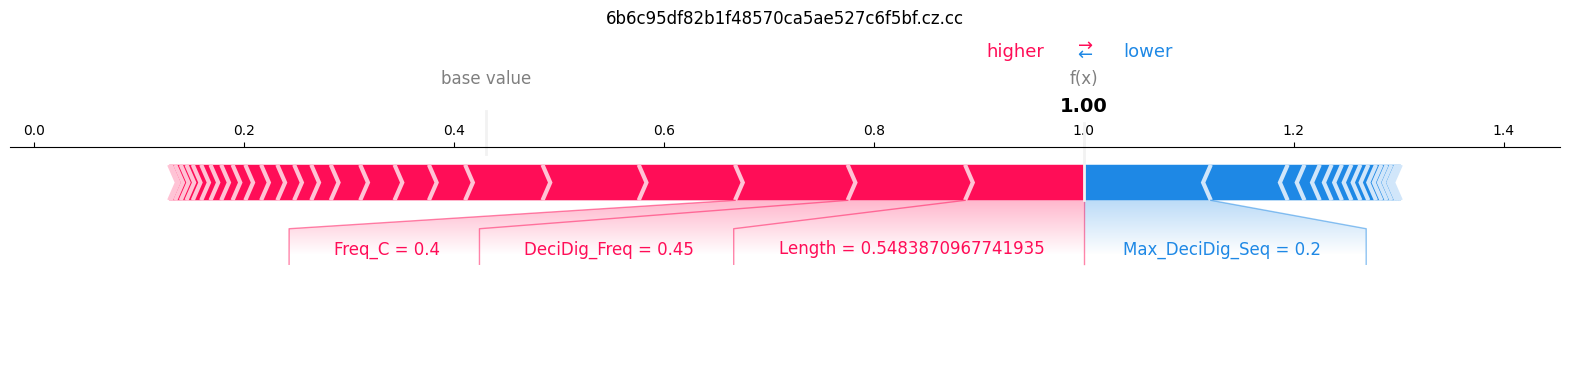 6b6c95df82b1f48570ca5ae527c6f5bf.cz.cc
higher ⇄ lower
base value f(x)
1.00
0.0 0.2 0.4 0.6 0.8 1.0 1.2 1.4
Freq_C = 0.4 DeciDig_Freq = 0.45 Length = 0.5483870967741935 Max_DeciDig_Seq = 0.2